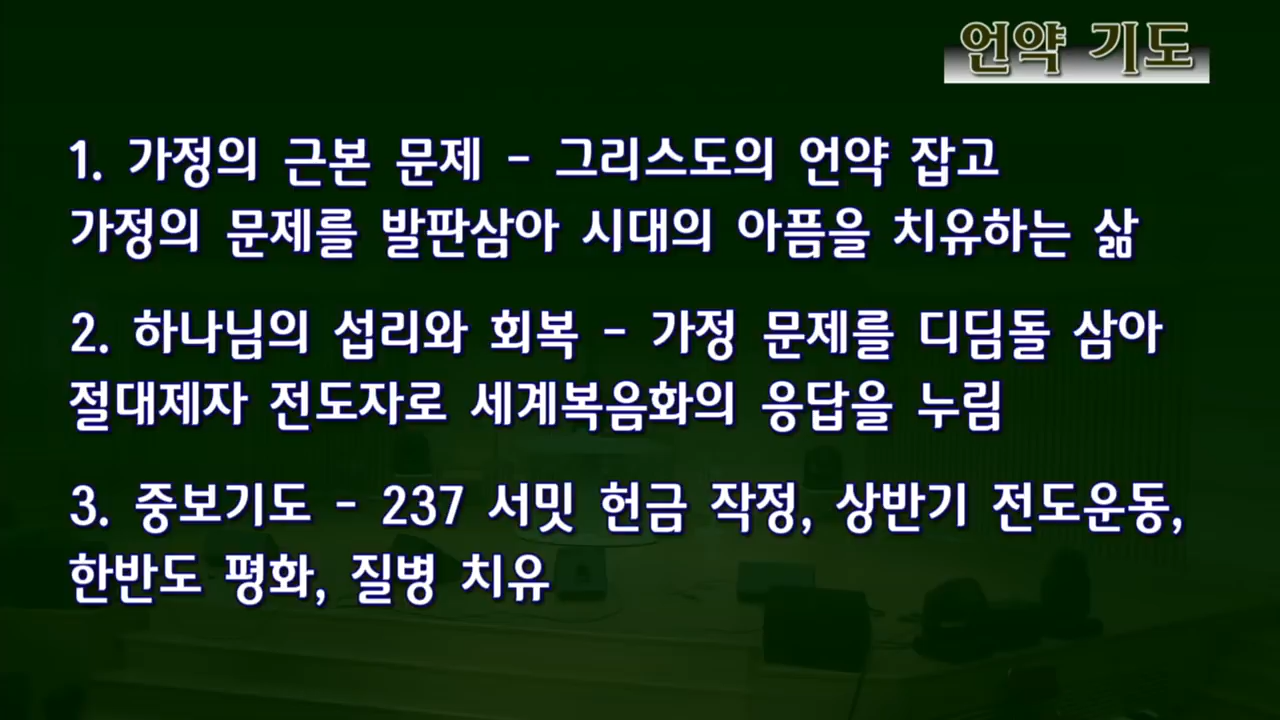 언약 기도
1. 가정의 근본 문제 - 그리스도의 언약 잡고
가정의 문제를 발판삼아 시대의 아픔을 치유하는 삶
2. 하나님의 섭리와 회복 - 가정 문제를 디딤돌 삼아
절대제자 전도자로 세계복음화의 응답을 누림
3. 중보기도 - 237 서밋 헌금 작정, 상반기 전도운동,
한반도 평화, 질병 치유